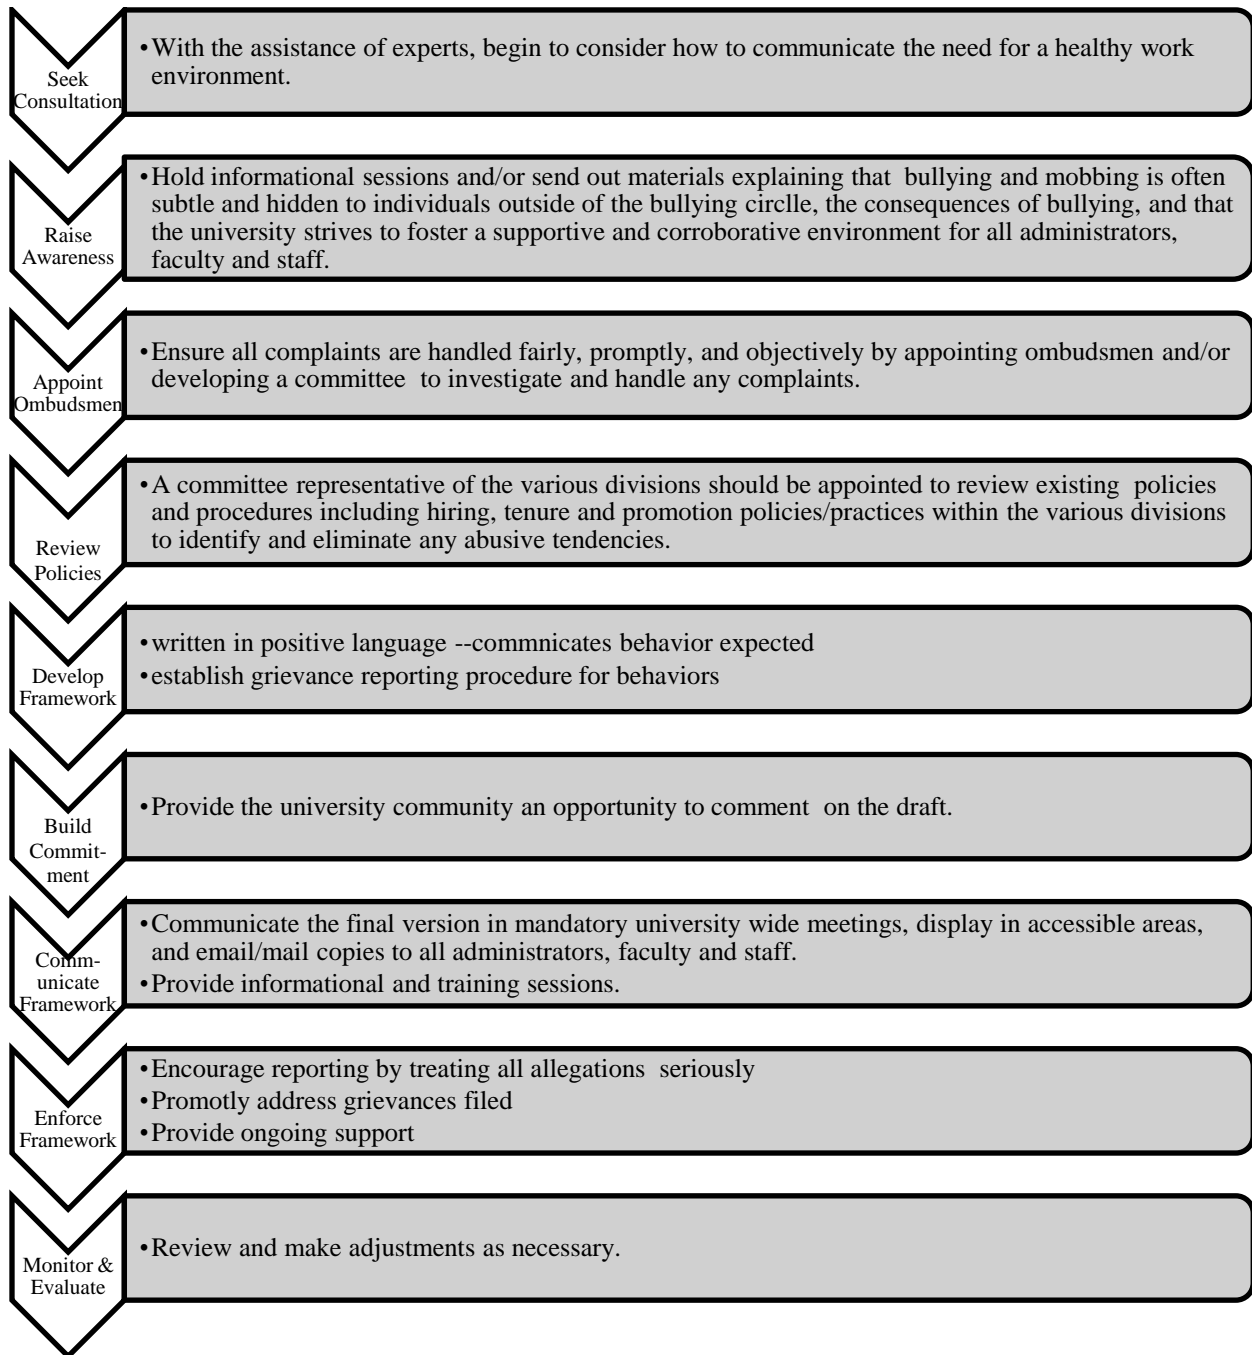 Seek
Consultation
•With the assistance of experts, begin to consider how to communicate the need for a healthy work
environment.
Raise
Awareness
•Hold informational sessions and/or send out materials explaining that bullying and mobbing is often
subtle and hidden to individuals outside of the bullying circlle, the consequences of bullying, and that
the university strives to foster a supportive and corroborative environment for all administrators,
faculty and staff.
Appoint
Ombudsmen
•Ensure all complaints are handled fairly, promptly, and objectively by appointing ombudsmen and/or
developing a committee to investigate and handle any complaints.
Review
Policies
•A committee representative of the various divisions should be appointed to review existing policies
and procedures including hiring, tenure and promotion policies/practices within the various divisions
to identify and eliminate any abusive tendencies.
Develop
Framework
•written in positive language --commnicates behavior expected
•establish grievance reporting procedure for behaviors
Build
Commit-
ment
•Provide the university community an opportunity to comment on the draft.
Comm-
unicate
Framework
•Communicate the final version in mandatory university wide meetings, display in accessible areas,
and email/mail copies to all administrators, faculty and staff.
•Provide informational and training sessions.
Enforce
Framework
•Encourage reporting by treating all allegations seriously
•Promotly address grievances filed
•Provide ongoing support
Monitor &
Evaluate
•Review and make adjustments as necessary.